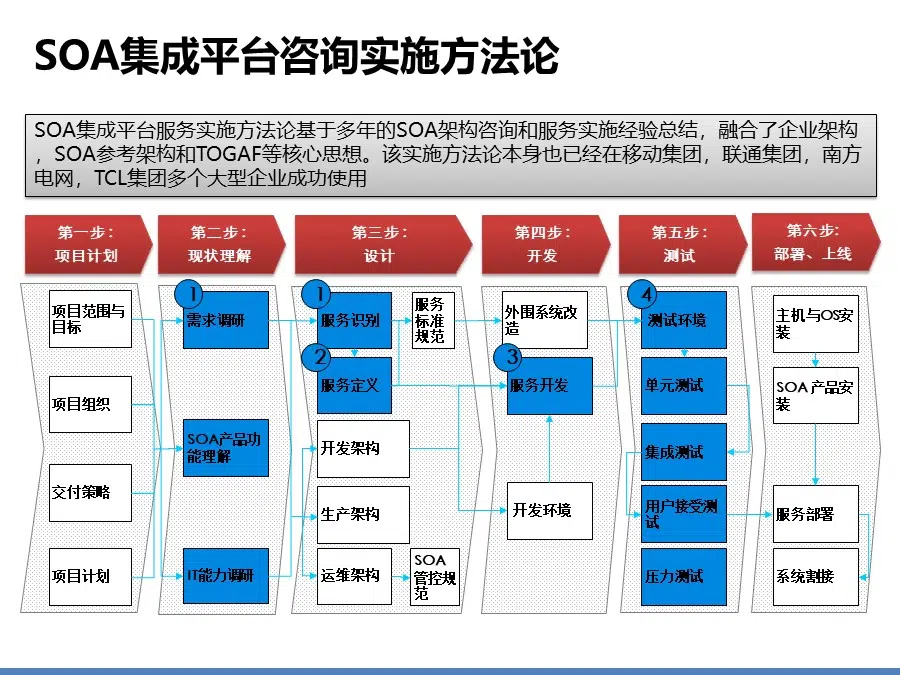 SOA集成平台咨询实施方法论
SOA集成平台服务实施方法论基于多年的SOA架构咨询和服务实施经验总结，融合了企业架构
，SOA参考架构和TOGAF等核心思想。该实施方法论本身也已经在移动集团，联通集团，南方
电网，TCL集团多个大型企业成功使用
第一步：
项目计划
第二步：
现状理解
第三步：
设计
第四步：
开发
第五步：
测试
第六步：
部署、上线
项目范围与
目标
项目组织
交付策略
项目计划
1
需求调研
SOA产品功
能理解
IT能力调研
1
服务识别
服务
标准
规范
2
服务定义
开发架构
生产架构
运维架构
SOA
管控规
范
外围系统改
造
3
服务开发
开发环境
4
测试环境
单元测试
集成测试
用户接受测
试
压力测试
主机与OS安
装
SOA产品安
装
服务部署
系统割接